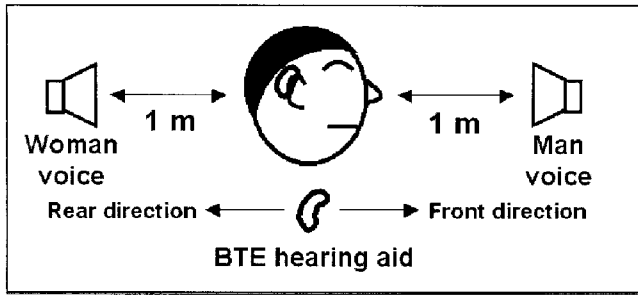 1 m
1 m
Woman
voice
Man
voice
Rear direction
Front direction
BTE hearing aid